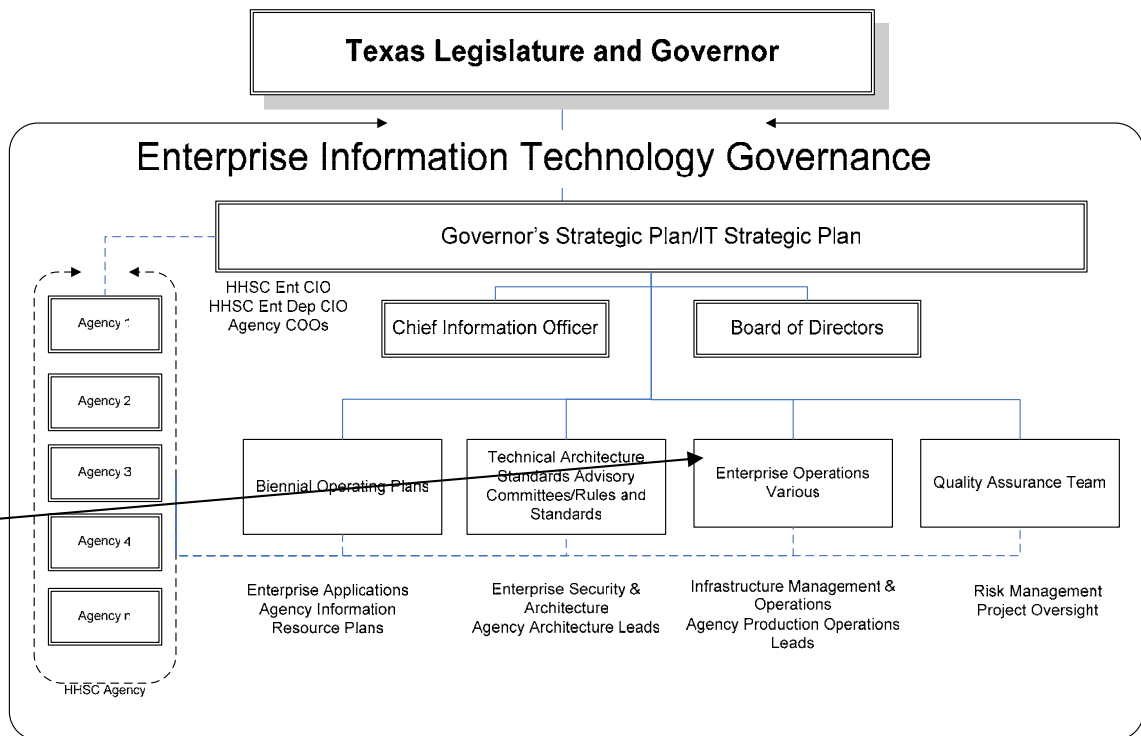 Texas Legislature and Governor
Enterprise Information Technology Governance
Governor's Strategic Plan/IT Strategic Plan
HHSC Ent CIO
HHSC Ent Dep CIO
Agency COOs
Chief Information Officer
Board of Directors
Agency 1
Agency 2
Agency 3
Agency 4
Agency n
HHSC Agency
Biennial Operating Plans
Technical Architecture
Standards Advisory
Committees/Rules and
Standards
Enterprise Operations
Various
Quality Assurance Team
Enterprise Applications
Agency Information
Resource Plans
Enterprise Security &
Architecture
Agency Architecture Leads
Infrastructure Management &
Operations
Agency Production Operations
Leads
Risk Management
Project Oversight